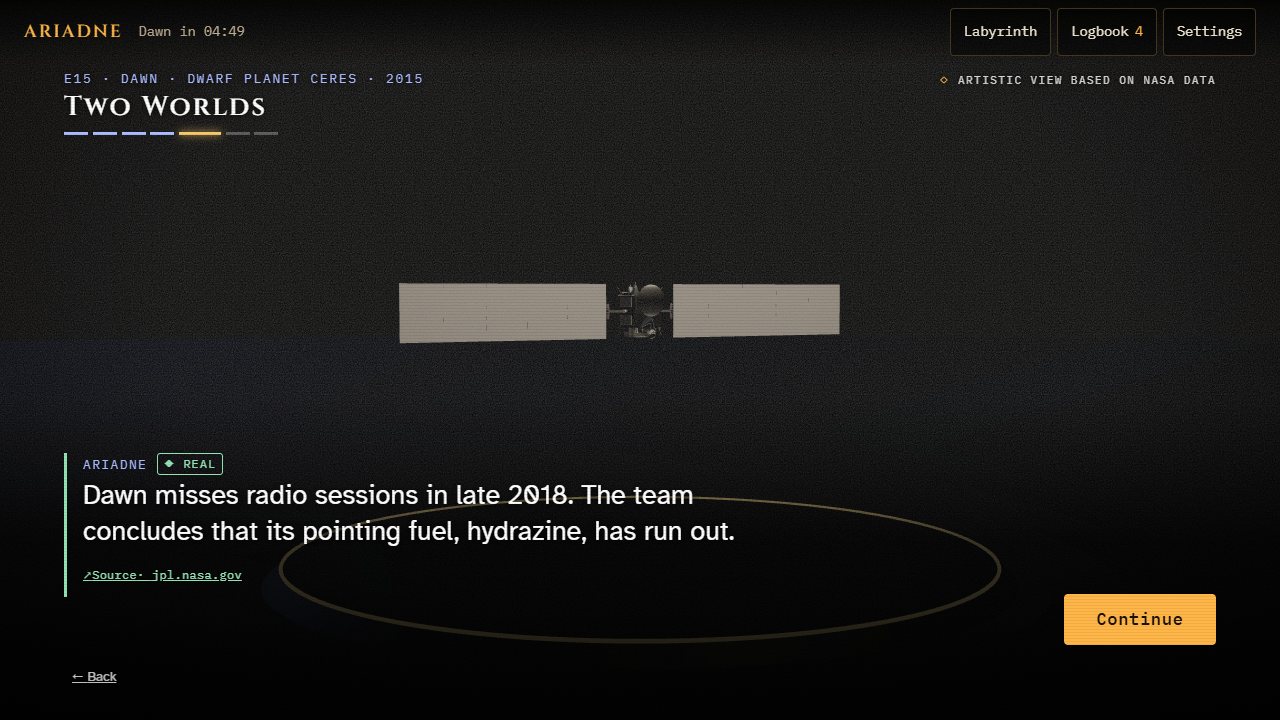 ARIADNE Dawn in 04:49 Labyrinth Logbook 4 Settings
E15 · DAWN · DWARF PLANET CERES · 2015
◇ ARTISTIC VIEW BASED ON NASA DATA
Two Worlds
ARIADNE ◆ REAL
Dawn misses radio sessions in late 2018. The team
concludes that its pointing fuel, hydrazine, has run out.
↗Source· jpl.nasa.gov
Continue
← Back